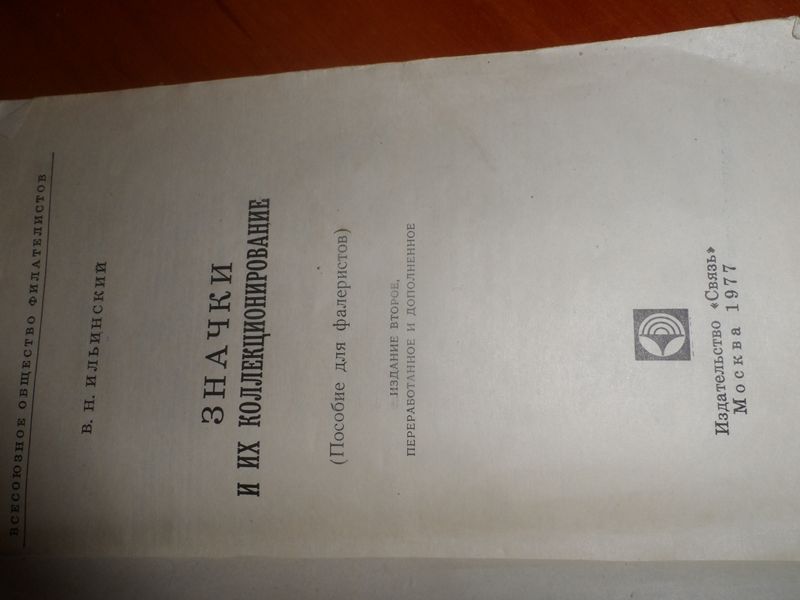 ВСЕСОЮЗНОЕ ОБЩЕСТВО ФИЛАТЕЛИСТОВ
В. Н. ИЛЬИНСКИЙ
ЗНАЧКИ
И ИХ КОЛЛЕКЦИОНИРОВАНИЕ
(Пособие для фалеристов)
ИЗДАНИЕ ВТОРОЕ,
ПЕРЕРАБОТАННОЕ И ДОПОЛНЕННОЕ
Издательство «Связь»
Москва 1977